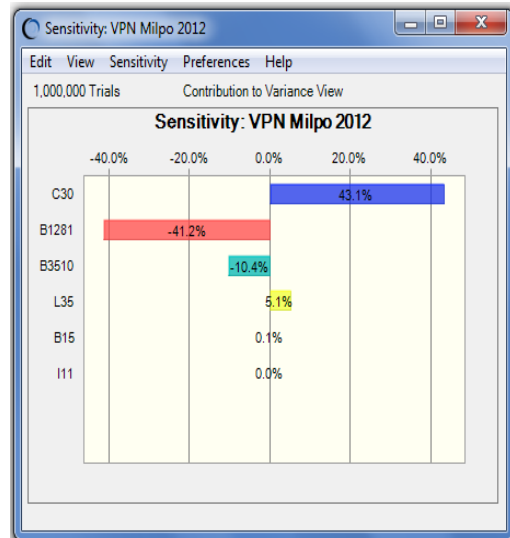 Sensitivity: VPN Milpo 2012
X
Edit View Sensitivity Preferences Help
1,000,000 Trials Contribution to Variance View
Sensitivity: VPN Milpo 2012
-40.0% -20.0% 0.0% 20.0% 40.0%
C30 43.1%
B1281 -41.2%
B3510 -10.4%
L35 5.1%
B15 0.1%
I11 0.0%